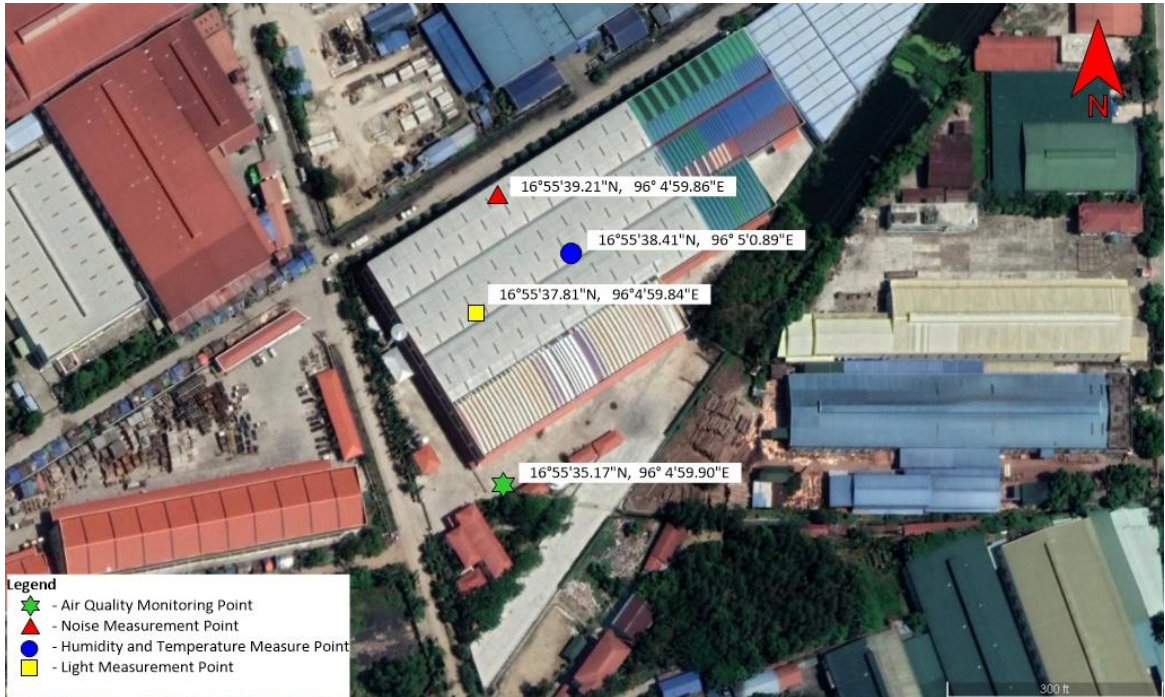 N
16°55'39.21"N, 96° 4'59.86"E
16°55'38.41"N, 96° 5'0.89"E
16°55'37.81"N, 96°4'59.84"E
16°55'35.17"N, 96° 4'59.90"E
Legend
- Air Quality Monitoring Point
- Noise Measurement Point
- Humidity and Temperature Measure Point
- Light Measurement Point
300 ft